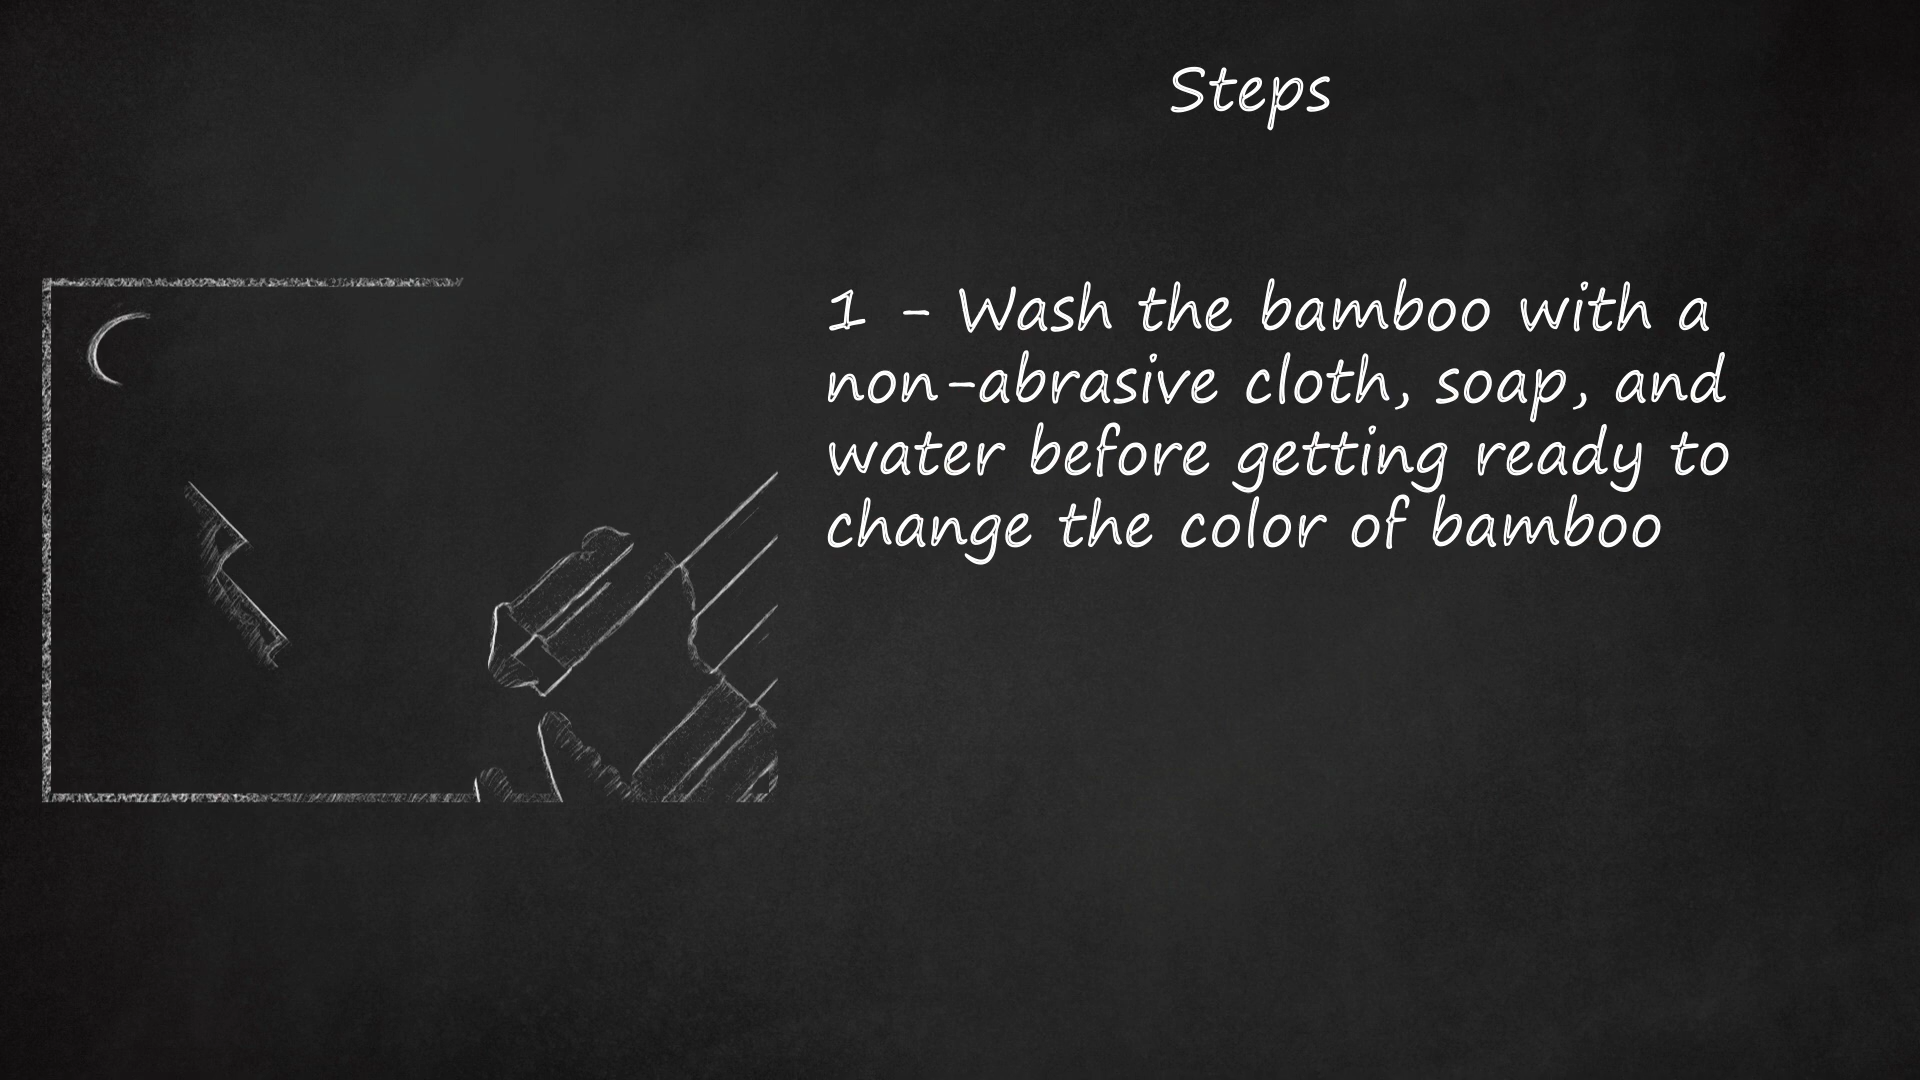 Steps
1 - Wash the bamboo with a
non-abrasive cloth, soap, and
water before getting ready to
change the color of bamboo